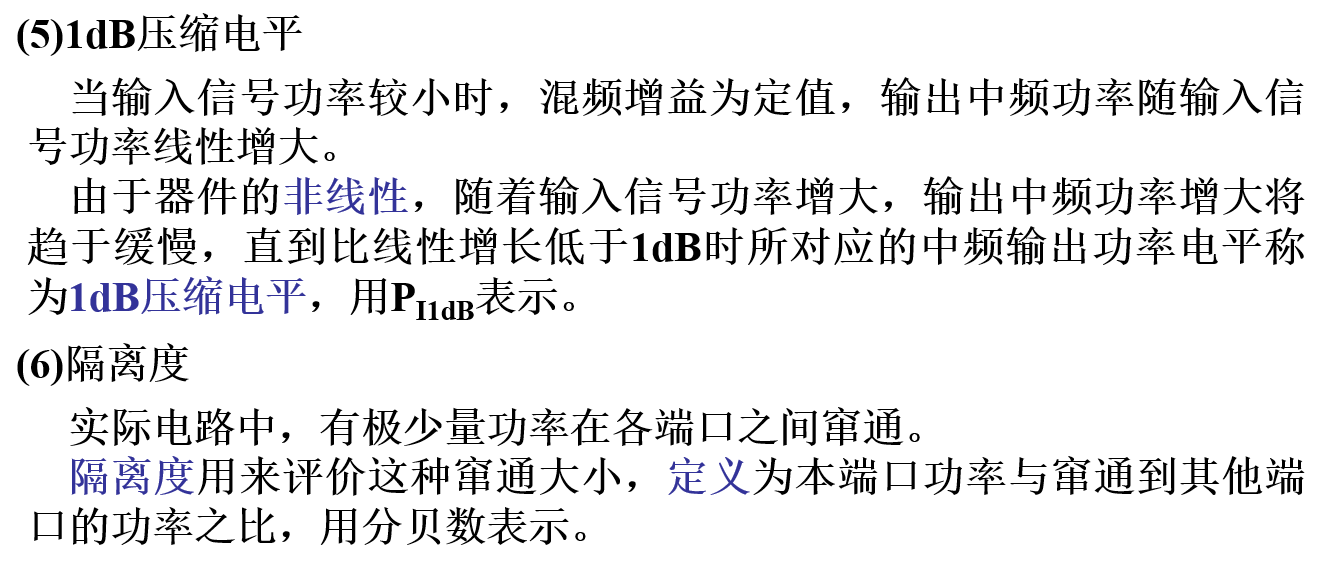 (5)1dB压缩电平
当输入信号功率较小时，混频增益为定值，输出中频功率随输入信
号功率线性增大。
由于器件的非线性，随着输入信号功率增大，输出中频功率增大将
趋于缓慢，直到比线性增长低于1dB时所对应的中频输出功率电平称
为1dB压缩电平，用PI1dB表示。
(6)隔离度
实际电路中，有极少量功率在各端口之间窜通。
隔离度用来评价这种窜通大小，定义为本端口功率与窜通到其他端
口的功率之比，用分贝数表示。